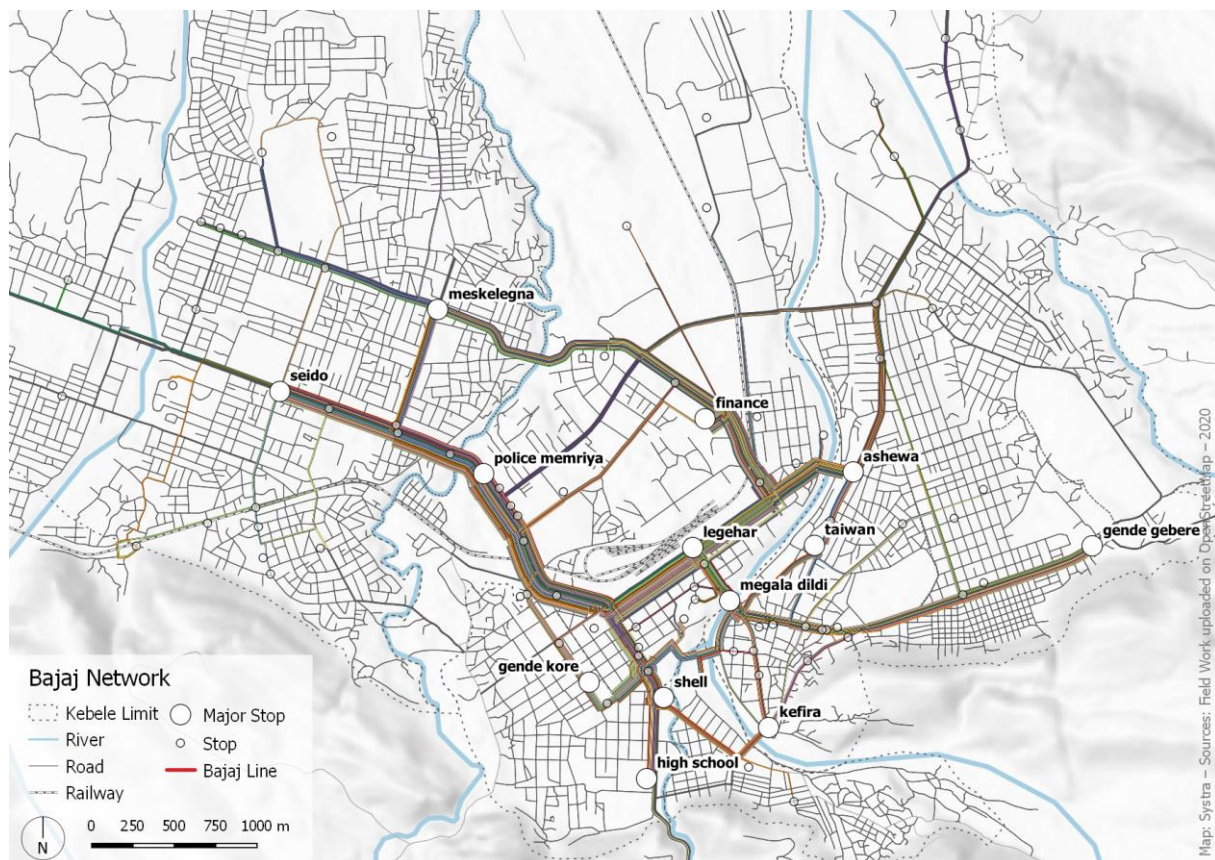 meskelegna
seido
finance
police memriya
ashewa
legehar
taiwan
gende gebere
megala dildi
gende kore
shell
kefira
high school
Bajaj Network
Kebele Limit
Major Stop
River
Stop
Road
Bajaj Line
Railway
N
0 250 500 750 1000 m
Map: Systra – Sources: Field Work uploaded on OpenStreetMap - 2020